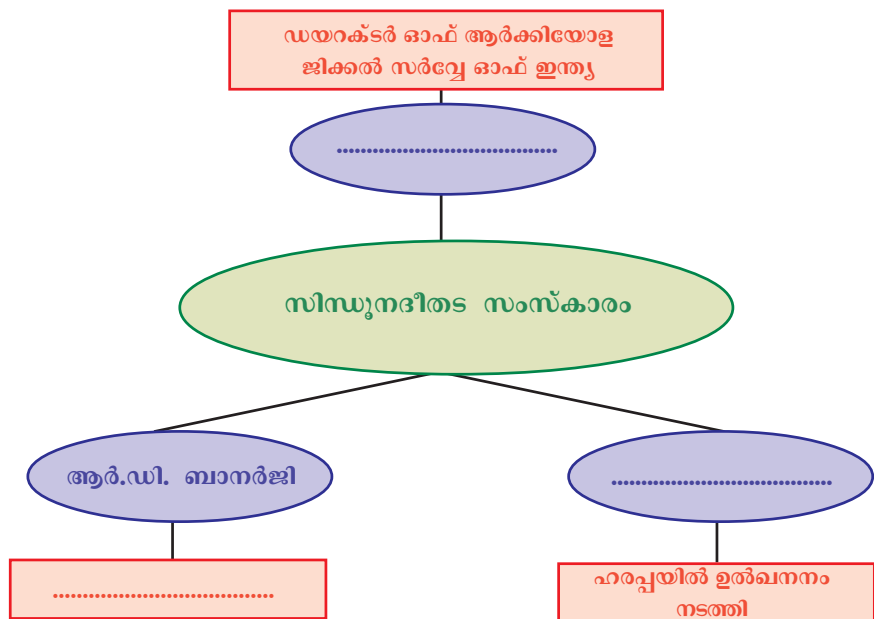 ഡയറക്ടർ ഓഫ് ആർക്കിയോള
ജിക്കൽ സർവ്വേ ഓഫ് ഇന്ത്യ
.....................................
സിന്ധുനദീതട സംസ്കാരം
ആർ.ഡി. ബാനർജി
.....................................
.....................................
ഹരപ്പയിൽ ഉൽഖനനം
നടത്തി